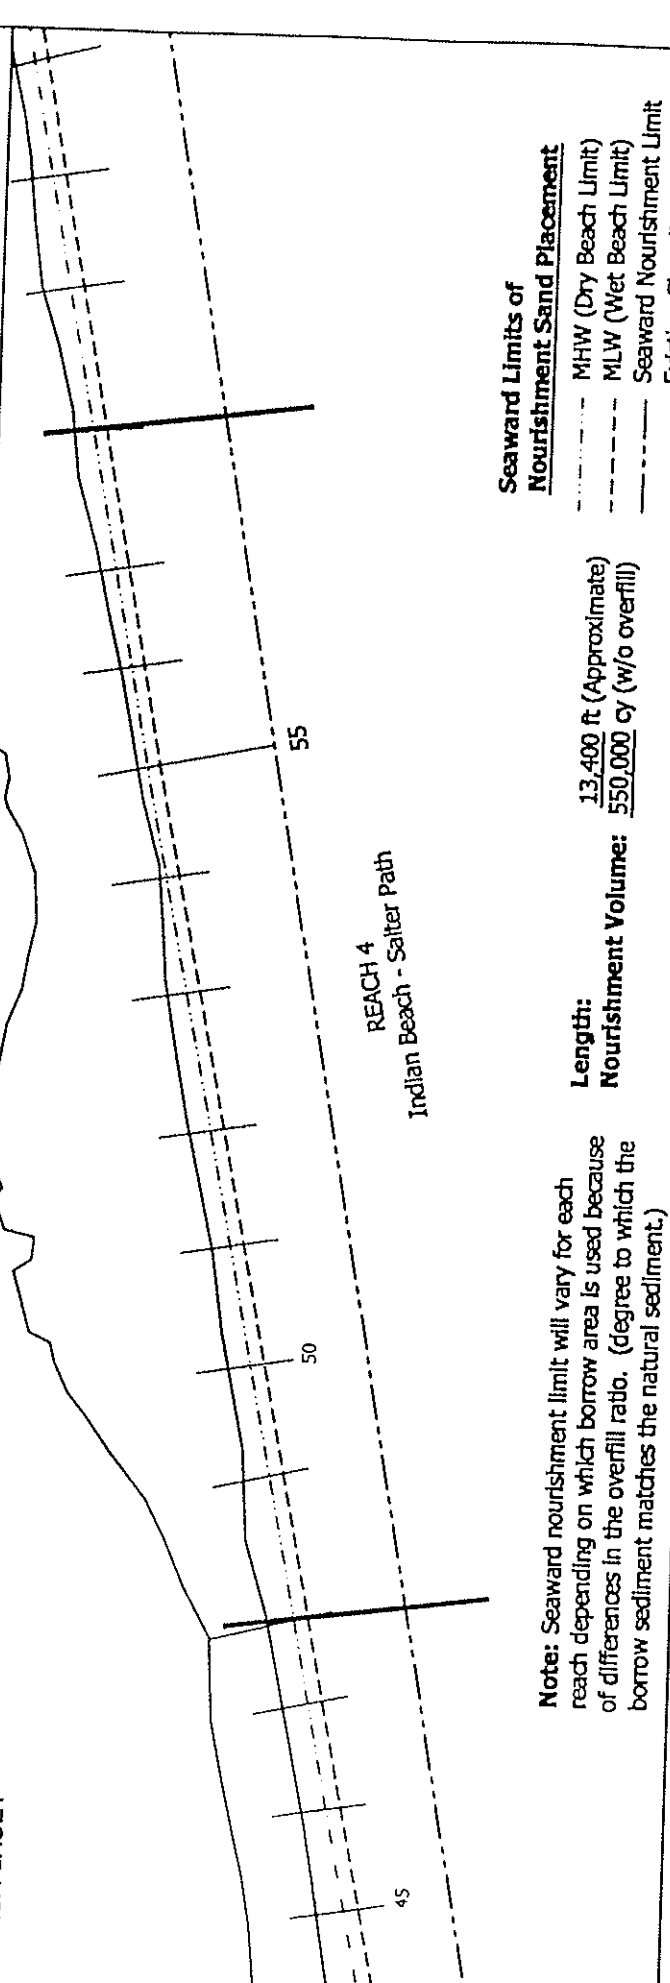 55
REACH 4
Indian Beach - Salter Path
50
45
Seaward Limits of
Nourishment Sand Placement
MHW (Dry Beach Limit)
MLW (Wet Beach Limit)
Seaward Nourishment Limit
Length: 13,400 ft (Approximate)
Nourishment Volume: 550,000 cy (w/o overfill)
Note: Seaward nourishment limit will vary for each
reach depending on which borrow area is used because
of differences in the overfill ratio. (degree to which the
borrow sediment matches the natural sediment.)